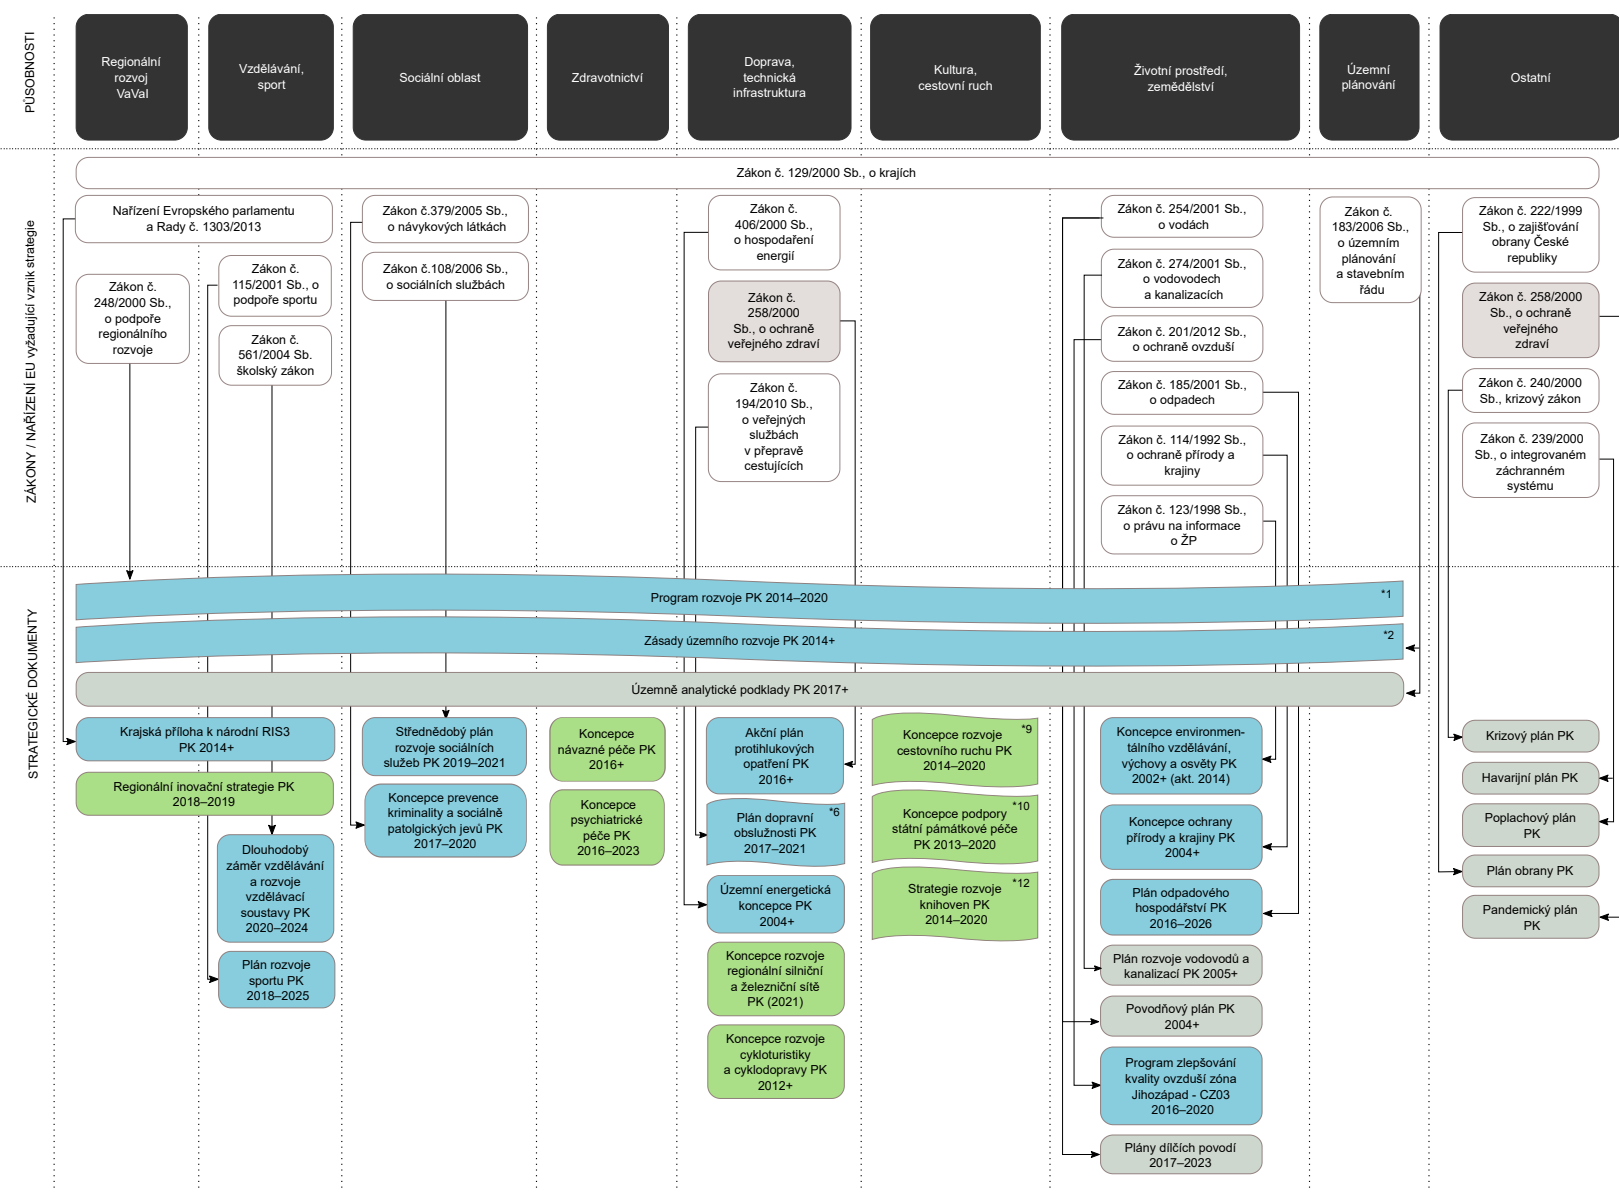 PŮSOBNOSTI
Regionální
rozvoj
VaVaI
Vzdělávání,
sport
Sociální oblast
Zdravotnictví
Doprava,
technická
infrastruktura
Kultura,
cestovní ruch
Životní prostředí,
zemědělství
Územní
plánování
Ostatní
ZÁKONY / NAŘÍZENÍ EU vyžadující vznik strategie
Zákon č. 129/2000 Sb., o krajích
Nařízení Evropského parlamentu
a Rady č. 1303/2013
Zákon č.
248/2000 Sb.,
o podpoře
regionálního
rozvoje
Zákon č.
115/2001 Sb., o
podpoře sportu
Zákon č.
561/2004 Sb.
školský zákon
Zákon č.379/2005 Sb.,
o návykových látkách
Zákon č.108/2006 Sb.,
o sociálních službách
Zákon č.
406/2000 Sb.,
o hospodaření
energií
Zákon č.
258/2000
Sb., o ochraně
veřejného zdraví
Zákon č.
194/2010 Sb.,
o veřejných
službách
v přepravě
cestujících
Zákon č. 254/2001 Sb.,
o vodách
Zákon č. 274/2001 Sb.,
o vodovodech
a kanalizacích
Zákon č. 201/2012 Sb.,
o ochraně ovzduší
Zákon č. 185/2001 Sb.,
o odpadech
Zákon č. 114/1992 Sb.,
o ochraně přírody a
krajiny
Zákon č. 123/1998 Sb.,
o právu na informace
o ŽP
Zákon č.
183/2006 Sb.,
o územním
plánování
a stavebním
řádu
Zákon č. 222/1999
Sb., o zajišťování
obrany České
republiky
Zákon č. 258/2000
Sb., o ochraně
veřejného
zdraví
Zákon č. 240/2000
Sb., krizový zákon
Zákon č. 239/2000
Sb., o integrovaném
záchranném
systému
STRATEGICKÉ DOKUMENTY
Program rozvoje PK 2014–2020
*1
Zásady územního rozvoje PK 2014+
*2
Územně analytické podklady PK 2017+
Krajská příloha k národní RIS3
PK 2014+
Regionální inovační strategie PK
2018–2019
Dlouhodobý
záměr vzdělávání
a rozvoje
vzdělávací
soustavy PK
2020–2024
Plán rozvoje
sportu PK
2018–2025
Střednědobý plán
rozvoje sociálních
služeb PK 2019–2021
Koncepce prevence
kriminality a sociálně
patolgických jevů PK
2017–2020
Koncepce
návazné péče PK
2016+
Koncepce
psychiatrické
péče PK
2016–2023
Akční plán
protihlukových
opatření PK
2016+
*6
Plán dopravní
obslužnosti PK
2017–2021
Územní energetická
koncepce PK
2004+
Koncepce rozvoje
regionální silniční
a železniční sítě
PK (2021)
Koncepce rozvoje
cykloturistiky
a cyklodopravy PK
2012+
*9
Koncepce rozvoje
cestovního ruchu PK
2014–2020
*10
Koncepce podpory
státní památkové péče
PK 2013–2020
*12
Strategie rozvoje
knihoven PK
2014–2020
Koncepce environmen-
tálního vzdělávání,
výchovy a osvěty PK
2002+ (akt. 2014)
Koncepce ochrany
přírody a krajiny PK
2004+
Plán odpadového
hospodářství PK
2016–2026
Plán rozvoje vodovodů a
kanalizací PK 2005+
Povodňový plán PK
2004+
Program zlepšování
kvality ovzduší zóna
Jihozápad - CZ03
2016–2020
Plány dílčích povodí
2017–2023
Krizový plán PK
Havarijní plán PK
Poplachový plán
PK
Plán obrany PK
Pandemický plán
PK